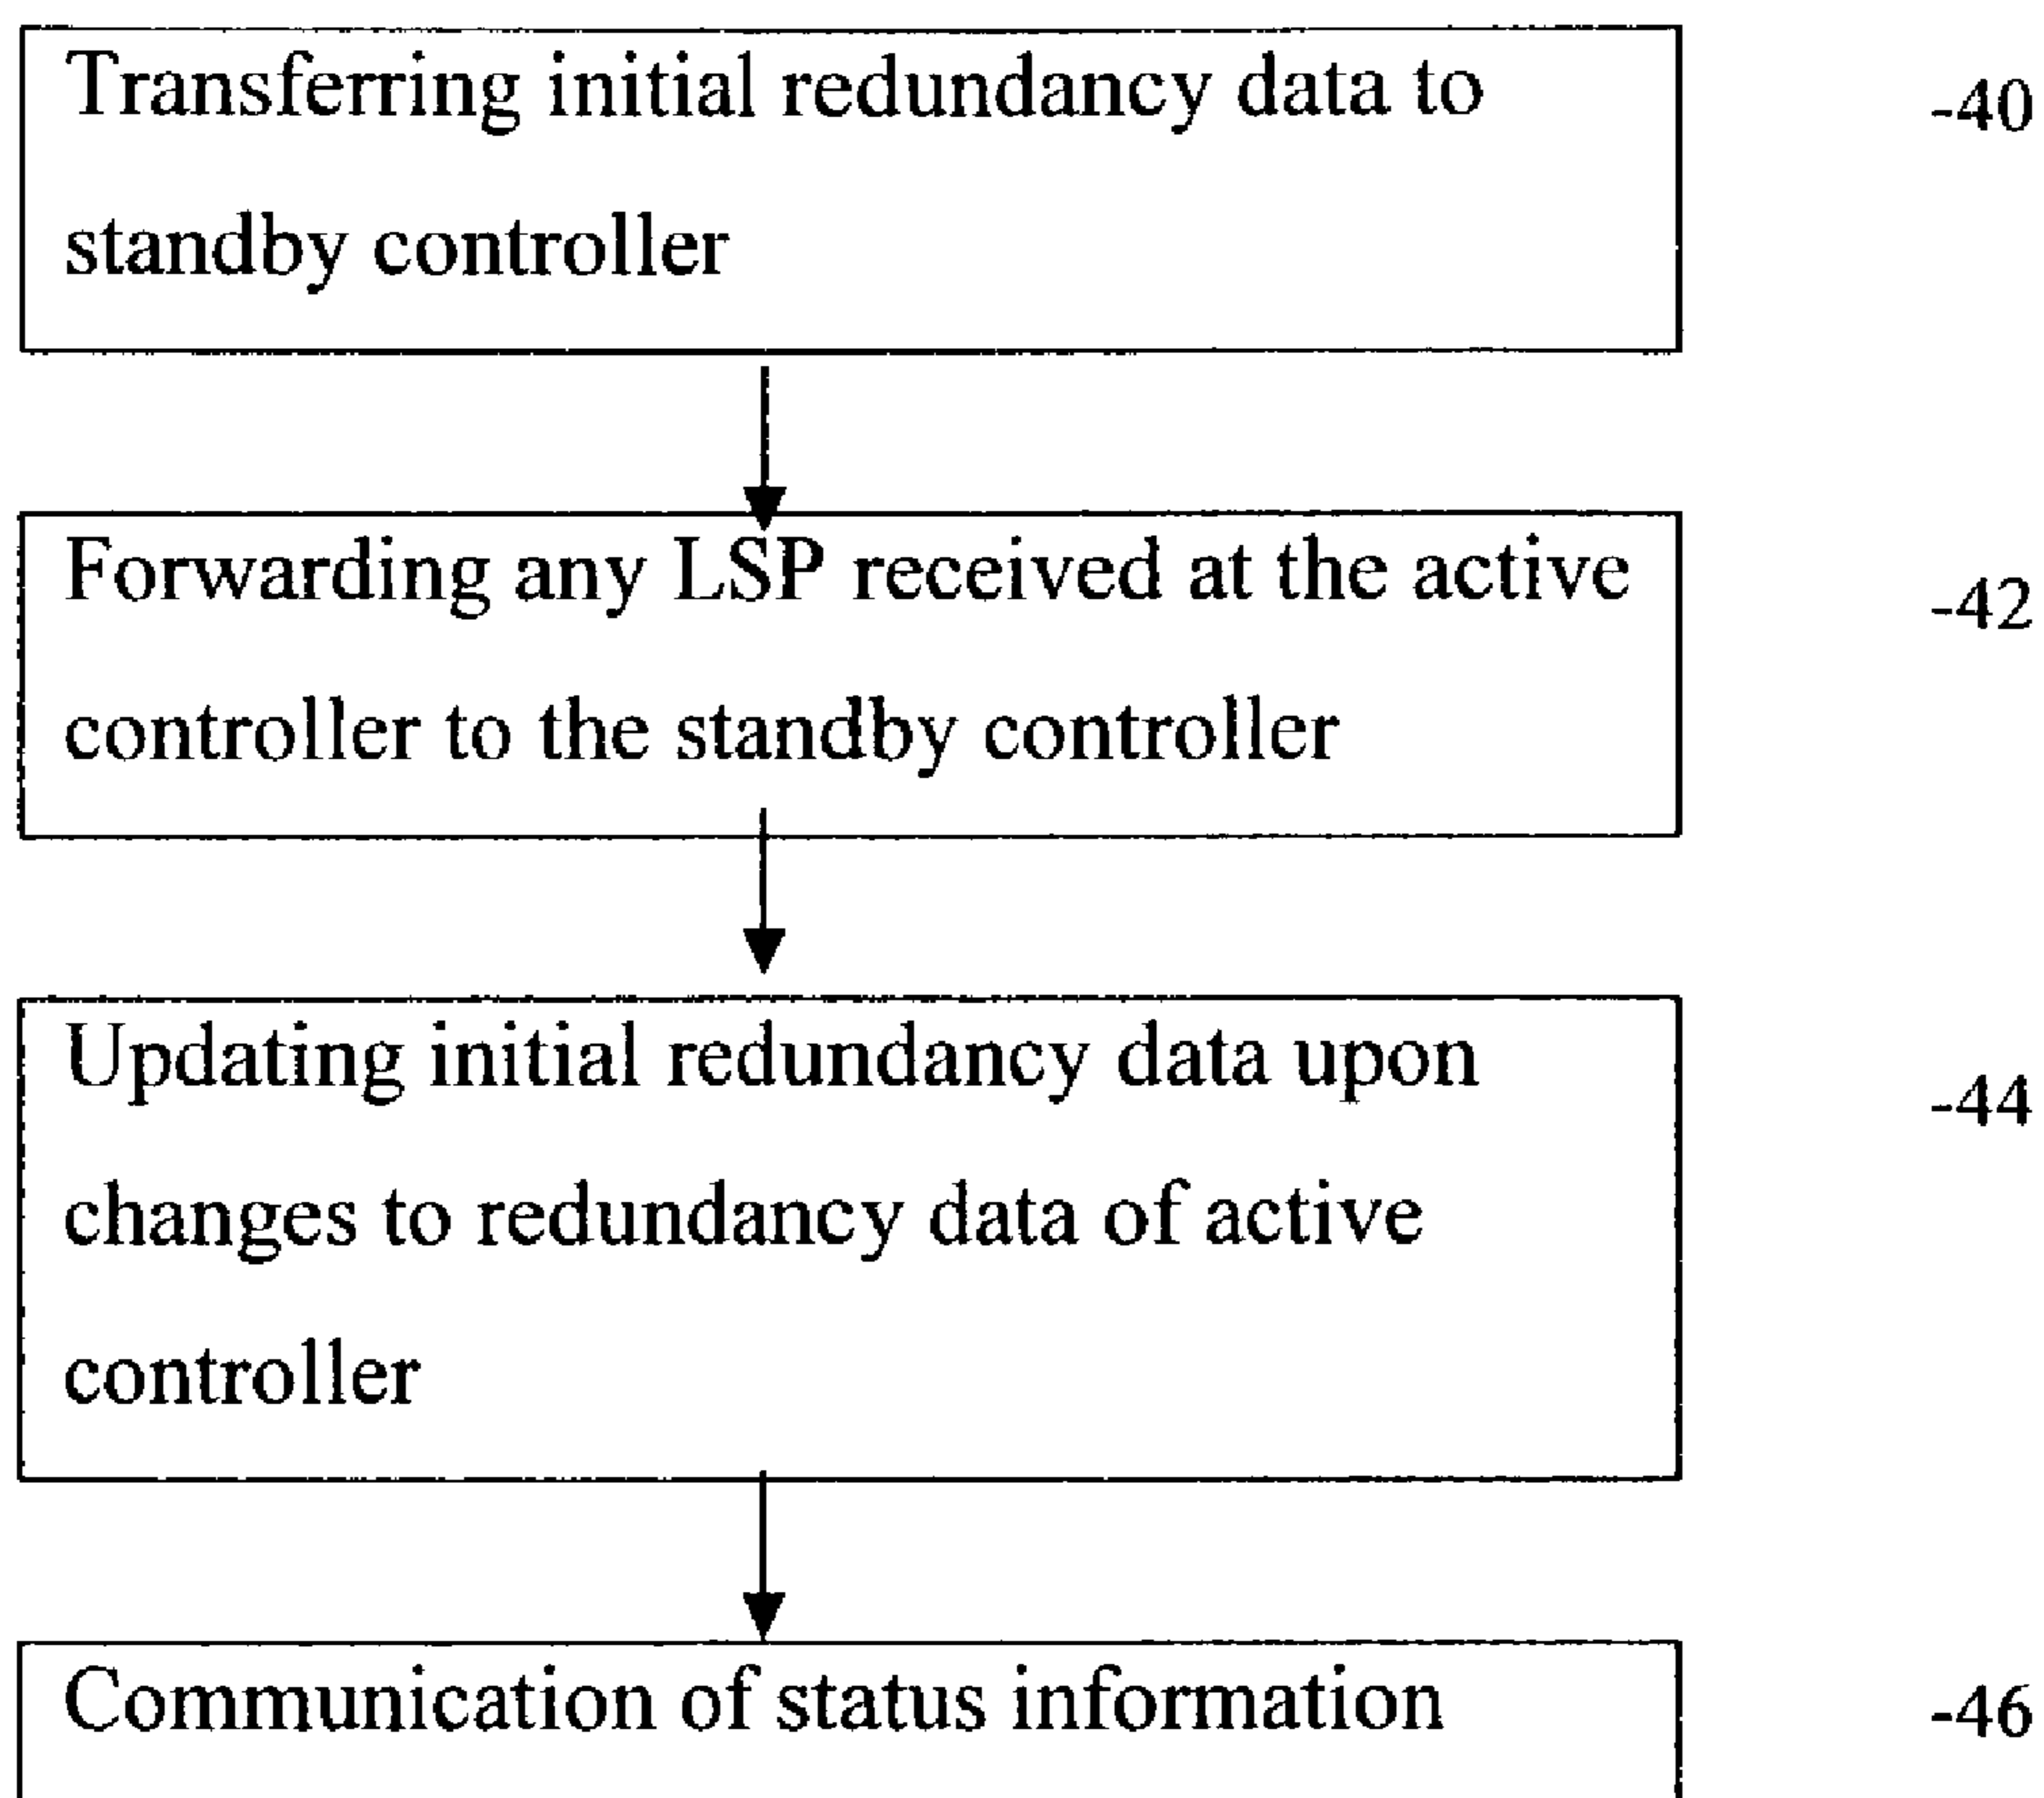 Transferring initial redundancy data to
standby controller
-40
Forwarding any LSP received at the active
controller to the standby controller
-42
Updating initial redundancy data upon
changes to redundancy data of active
controller
-44
Communication of status information
-46